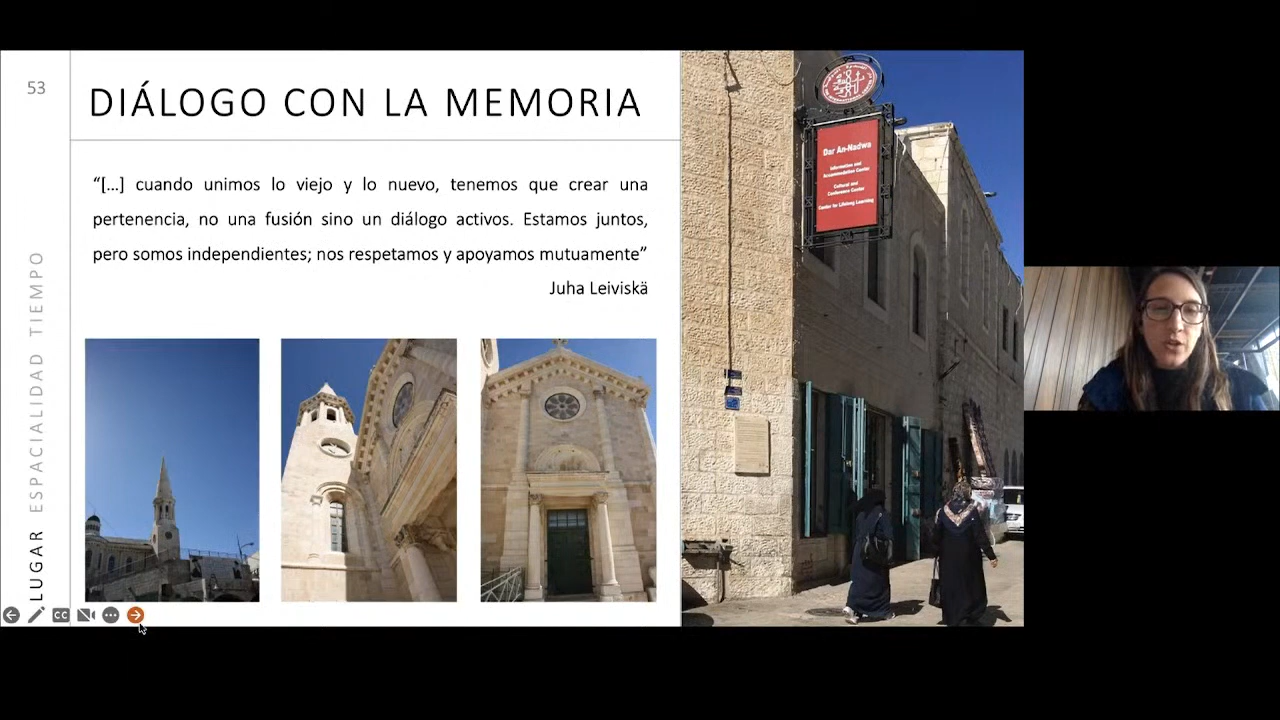 53
DIÁLOGO CON LA MEMORIA
“[...] cuando unimos lo viejo y lo nuevo, tenemos que crear una
pertenencia, no una fusión sino un diálogo activos. Estamos juntos,
pero somos independientes; nos respetamos y apoyamos mutuamente”
Juha Leiviskä
LUGAR ESPACIALIDAD TIEMPO
Dar An-Nadwa
Information and
Accommodation Center
Cultural and
Conference Center
Center for Lifelong Learning
CC